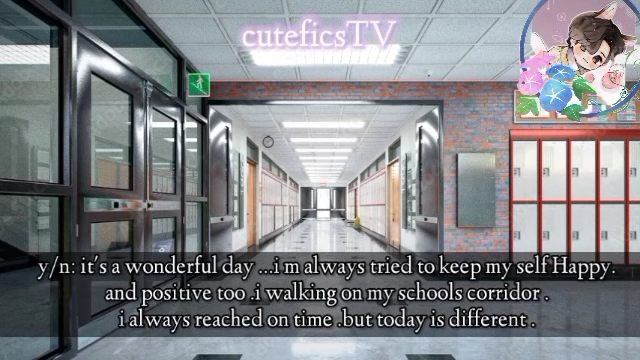 cuteficsTV
y/n: it's a wonderful day ...i m always tried to keep my self Happy.
and positive too .i walking on my schools corridor .
i always reached on time .but today is different .